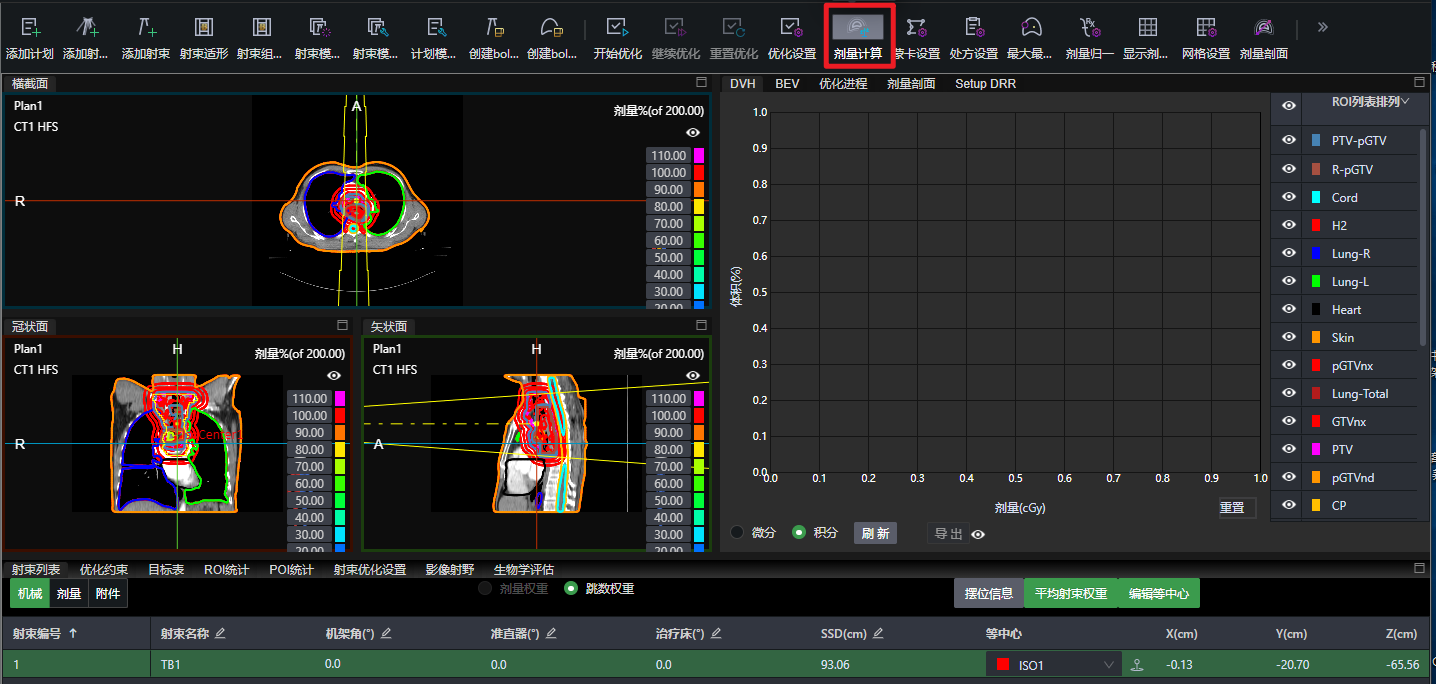 添加计划 添加射... 添加射束 射束适形 射束组... 射束模... 射束模... 计划模... 创建bol... 创建bol... 开始优化 继续优化 重置优化 优化设置 剂量计算 蒙卡设置 处方设置 最大最... 剂量归一 显示剂... 网格设置 剂量剖面
横截面
Plan1
CT1 HFS
A
R
剂量%(of 200.00)
110.00
100.00
90.00
80.00
70.00
60.00
50.00
40.00
30.00
20.00
冠状面
Plan1
CT1 HFS
H
R
剂量%(of 200.00)
110.00
100.00
90.00
80.00
70.00
60.00
50.00
40.00
30.00
20.00
矢状面
Plan1
CT1 HFS
H
A
剂量%(of 200.00)
110.00
100.00
90.00
80.00
70.00
60.00
50.00
40.00
30.00
20.00
DVH BEV 优化进程 剂量剖面 Setup DRR
1.0
0.9
0.8
0.7
0.6
0.5
0.4
0.3
0.2
0.1
0.0
体积(%)
0.0 0.1 0.2 0.3 0.4 0.5 0.6 0.7 0.8 0.9 1.0
剂量(cGy)
重置
微分 积分 刷新 导出
ROI列表排列
PTV-pGTV
R-pGTV
Cord
H2
Lung-R
Lung-L
Heart
Skin
pGTVnx
Lung-Total
GTVnx
PTV
pGTVnd
CP
射束列表 优化约束 目标表 ROI统计 POI统计 射束优化设置 影像射野 生物学评估
机械 剂量 附件 剂量权重 跳数权重 摆位信息 平均射束权重 编辑等中心
射束编号 射束名称 机架角(°) 准直器(°) 治疗床(°) SSD(cm) 等中心 X(cm) Y(cm) Z(cm)
1 TB1 0.0 0.0 0.0 93.06 ISO1 -0.13 -20.70 -65.56